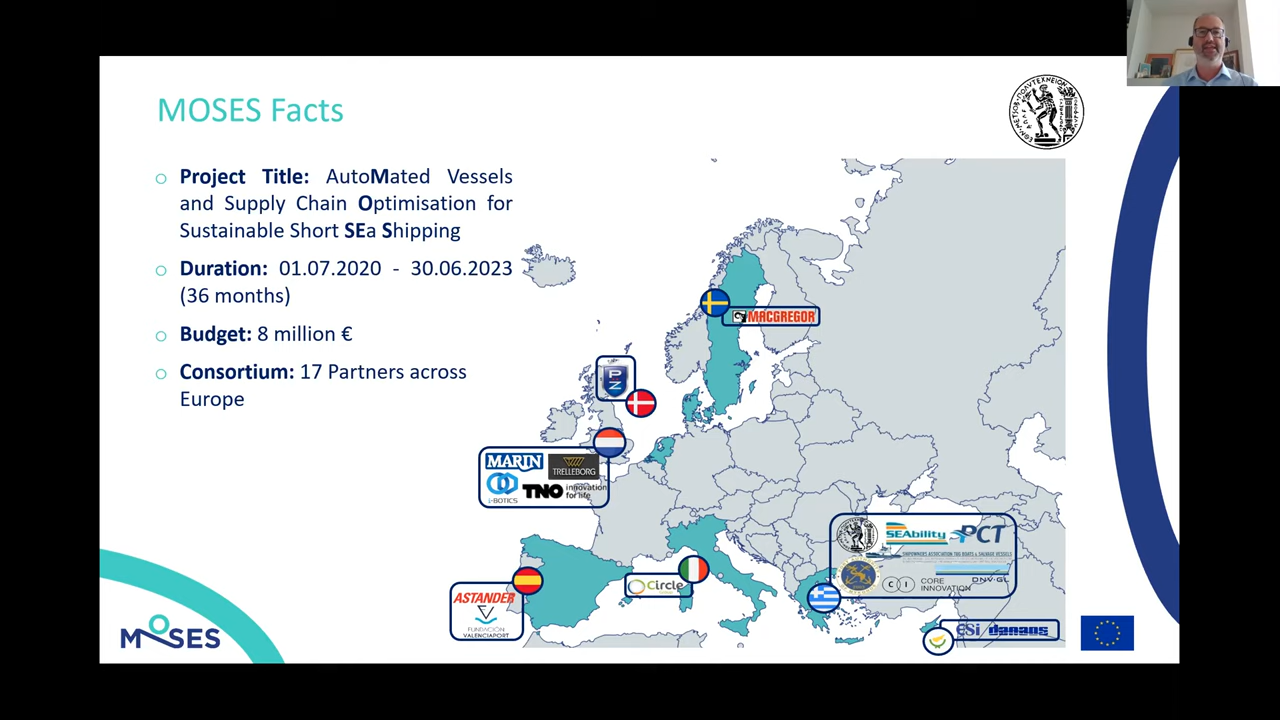 MOSES Facts
Project Title: AutoMated Vessels
and Supply Chain Optimisation for
Sustainable Short SEa Shipping
Duration: 01.07.2020 - 30.06.2023
(36 months)
Budget: 8 million €
Consortium: 17 Partners across
Europe
MACGREGOR
P
Z
MARIN
TRELLEBORG
i-BOTICS
TNO innovation
for life
SEAbility
PCT
SHIPOWNERS ASSOCIATION TUG BOATS & SALVAGE VESSELS
CI
CORE
INNOVATION
DNV·GL
Circle
ASTANDER
FUNDACIÓN
VALENCIAPORT
esi danaos
MOSES